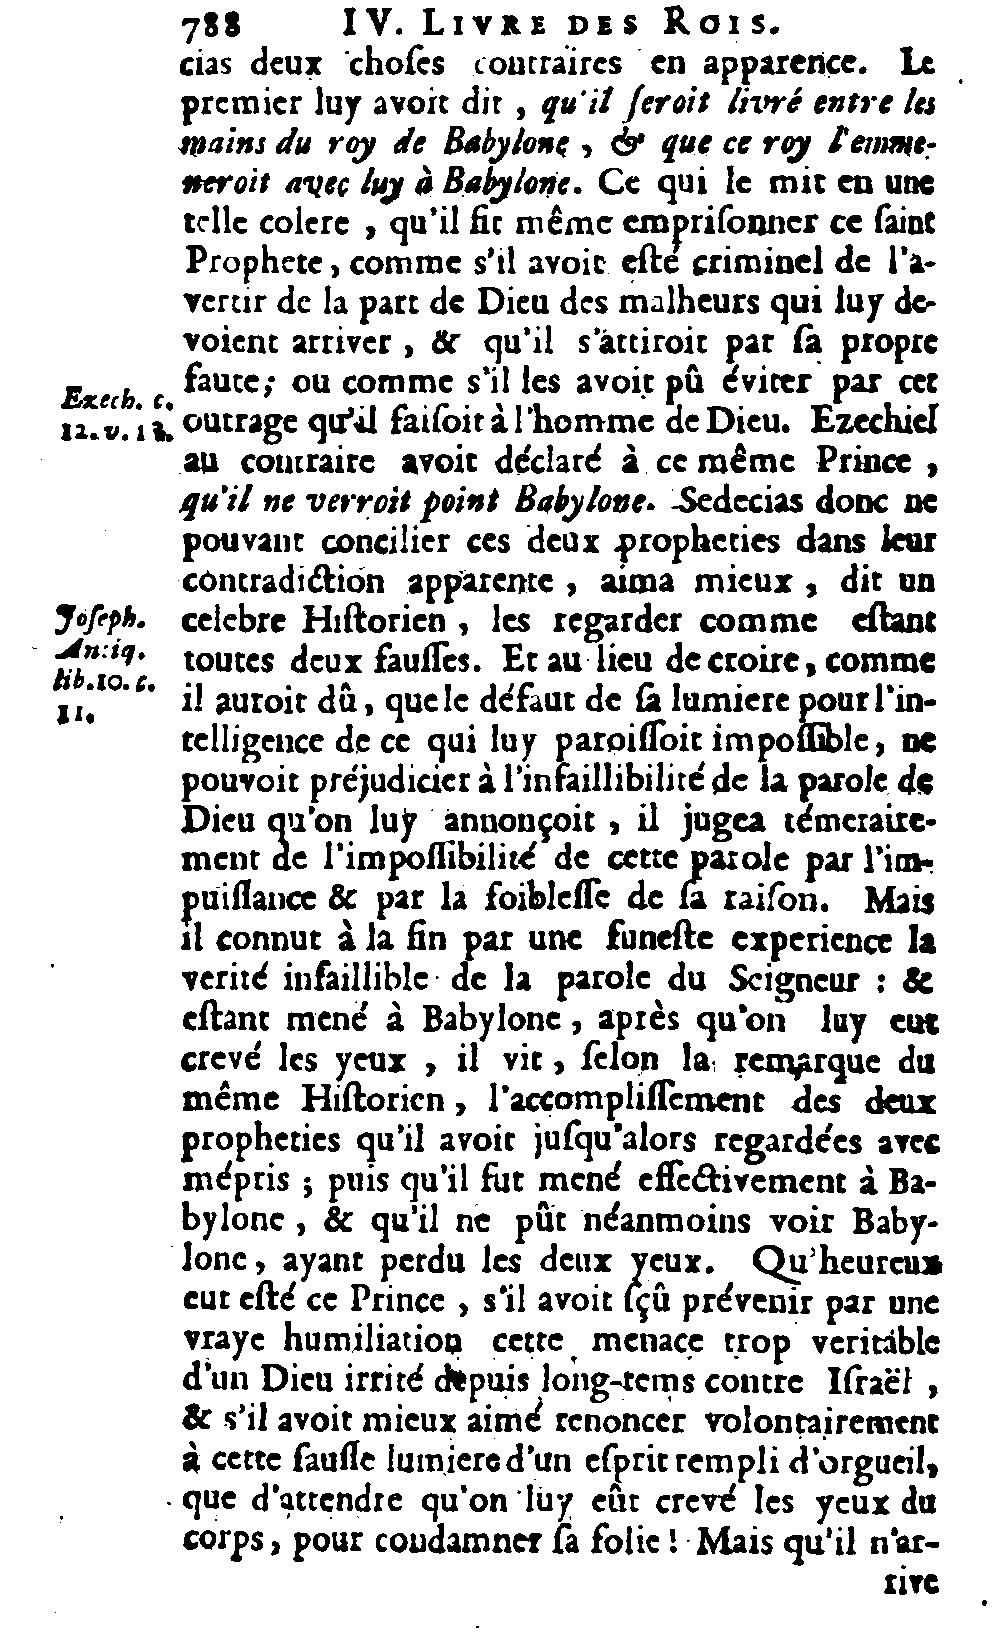 788 IV. LIVRE DES ROIS.
cias deux choſes contraires en apparence. Le
premier luy avoit dit, qu'il ſeroit livré entre les
mains du roy de Babylone, & que ce roy l'emme-
neroit avec luy à Babylone. Ce qui le mit en une
telle colere, qu'il fit même empriſonner ce ſaint
Prophete, comme s'il avoit eſté criminel de l'a-
vertir de la part de Dieu des malheurs qui luy de-
voient arriver, & qu'il s'attiroit par ſa propre
faute; ou comme s'il les avoit pû éviter par cet
Ezech. c.
12. v. 13.
outrage qu'il faiſoit à l'homme de Dieu. Ezechiel
au contraire avoit déclaré à ce même Prince,
qu'il ne verroit point Babylone. Sedecias donc ne
pouvant concilier ces deux propheties dans leur
contradiction apparente, aima mieux, dit un
Joſeph.
Antiq.
lib. 10. c.
11.
celebre Hiſtorien, les regarder comme eſtant
toutes deux fauſſes. Et au lieu de croire, comme
il auroit dû, que le défaut de ſa lumiere pour l'in-
telligence de ce qui luy paroiſſoit impoſſible, ne
pouvoit préjudicier à l'infaillibilité de la parole de
Dieu qu'on luy annonçoit, il jugea témeraire-
ment de l'impoſſibilité de cette parole par l'im-
puiſſance & par la foibleſſe de ſa raiſon. Mais
il connut à la fin par une funeſte experience la
verité infaillible de la parole du Seigneur : &
eſtant mené à Babylone, après qu'on luy eut
crevé les yeux, il vit, ſelon la remarque du
même Hiſtorien, l'accompliſſement des deux
propheties qu'il avoit juſqu'alors regardées avec
mépris ; puis qu'il fut mené effectivement à Ba-
bylone, & qu'il ne pût néanmoins voir Baby-
lone, ayant perdu les deux yeux. Qu'heureux
eut eſté ce Prince, s'il avoit ſçû prévenir par une
vraye humiliation cette menace trop veritable
d'un Dieu irrité depuis long-tems contre Iſraël,
& s'il avoit mieux aimé renoncer volontairement
à cette fauſſe lumiere d'un eſprit rempli d'orgueil,
que d'attendre qu'on luy eût crevé les yeux du
corps, pour condamner ſa folie ! Mais qu'il n'ar-
rive